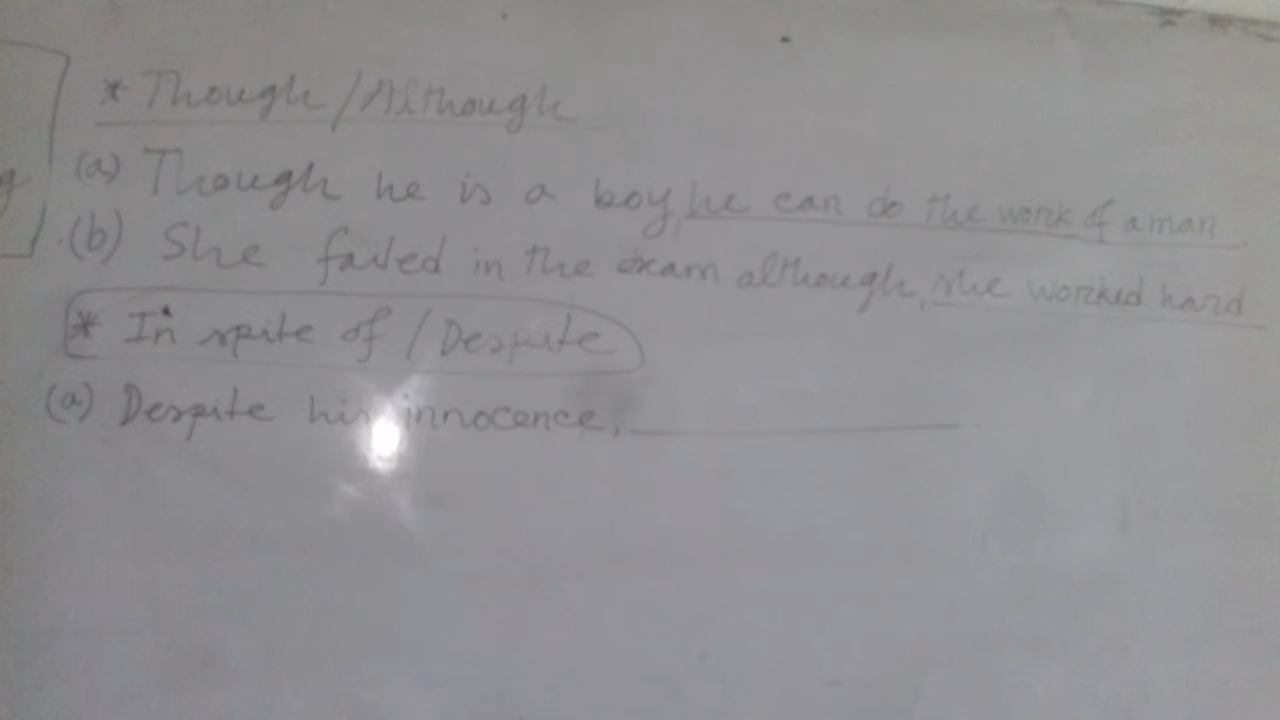 * Though/Although
(a) Though he is a boy, he can do the work of a man.
(b) She failed in the exam although, she worked hard
* In spite of / Despite
(a) Despite his innocence, ___________